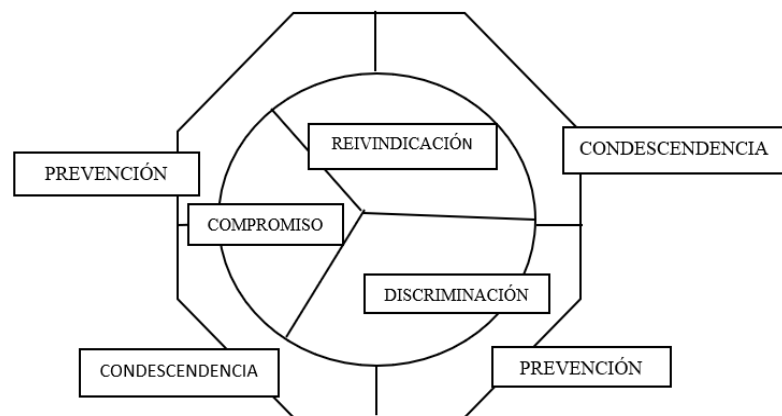 REIVINDICACIÓN
CONDESCENDENCIA
PREVENCIÓN
COMPROMISO
DISCRIMINACIÓN
CONDESCENDENCIA
PREVENCIÓN